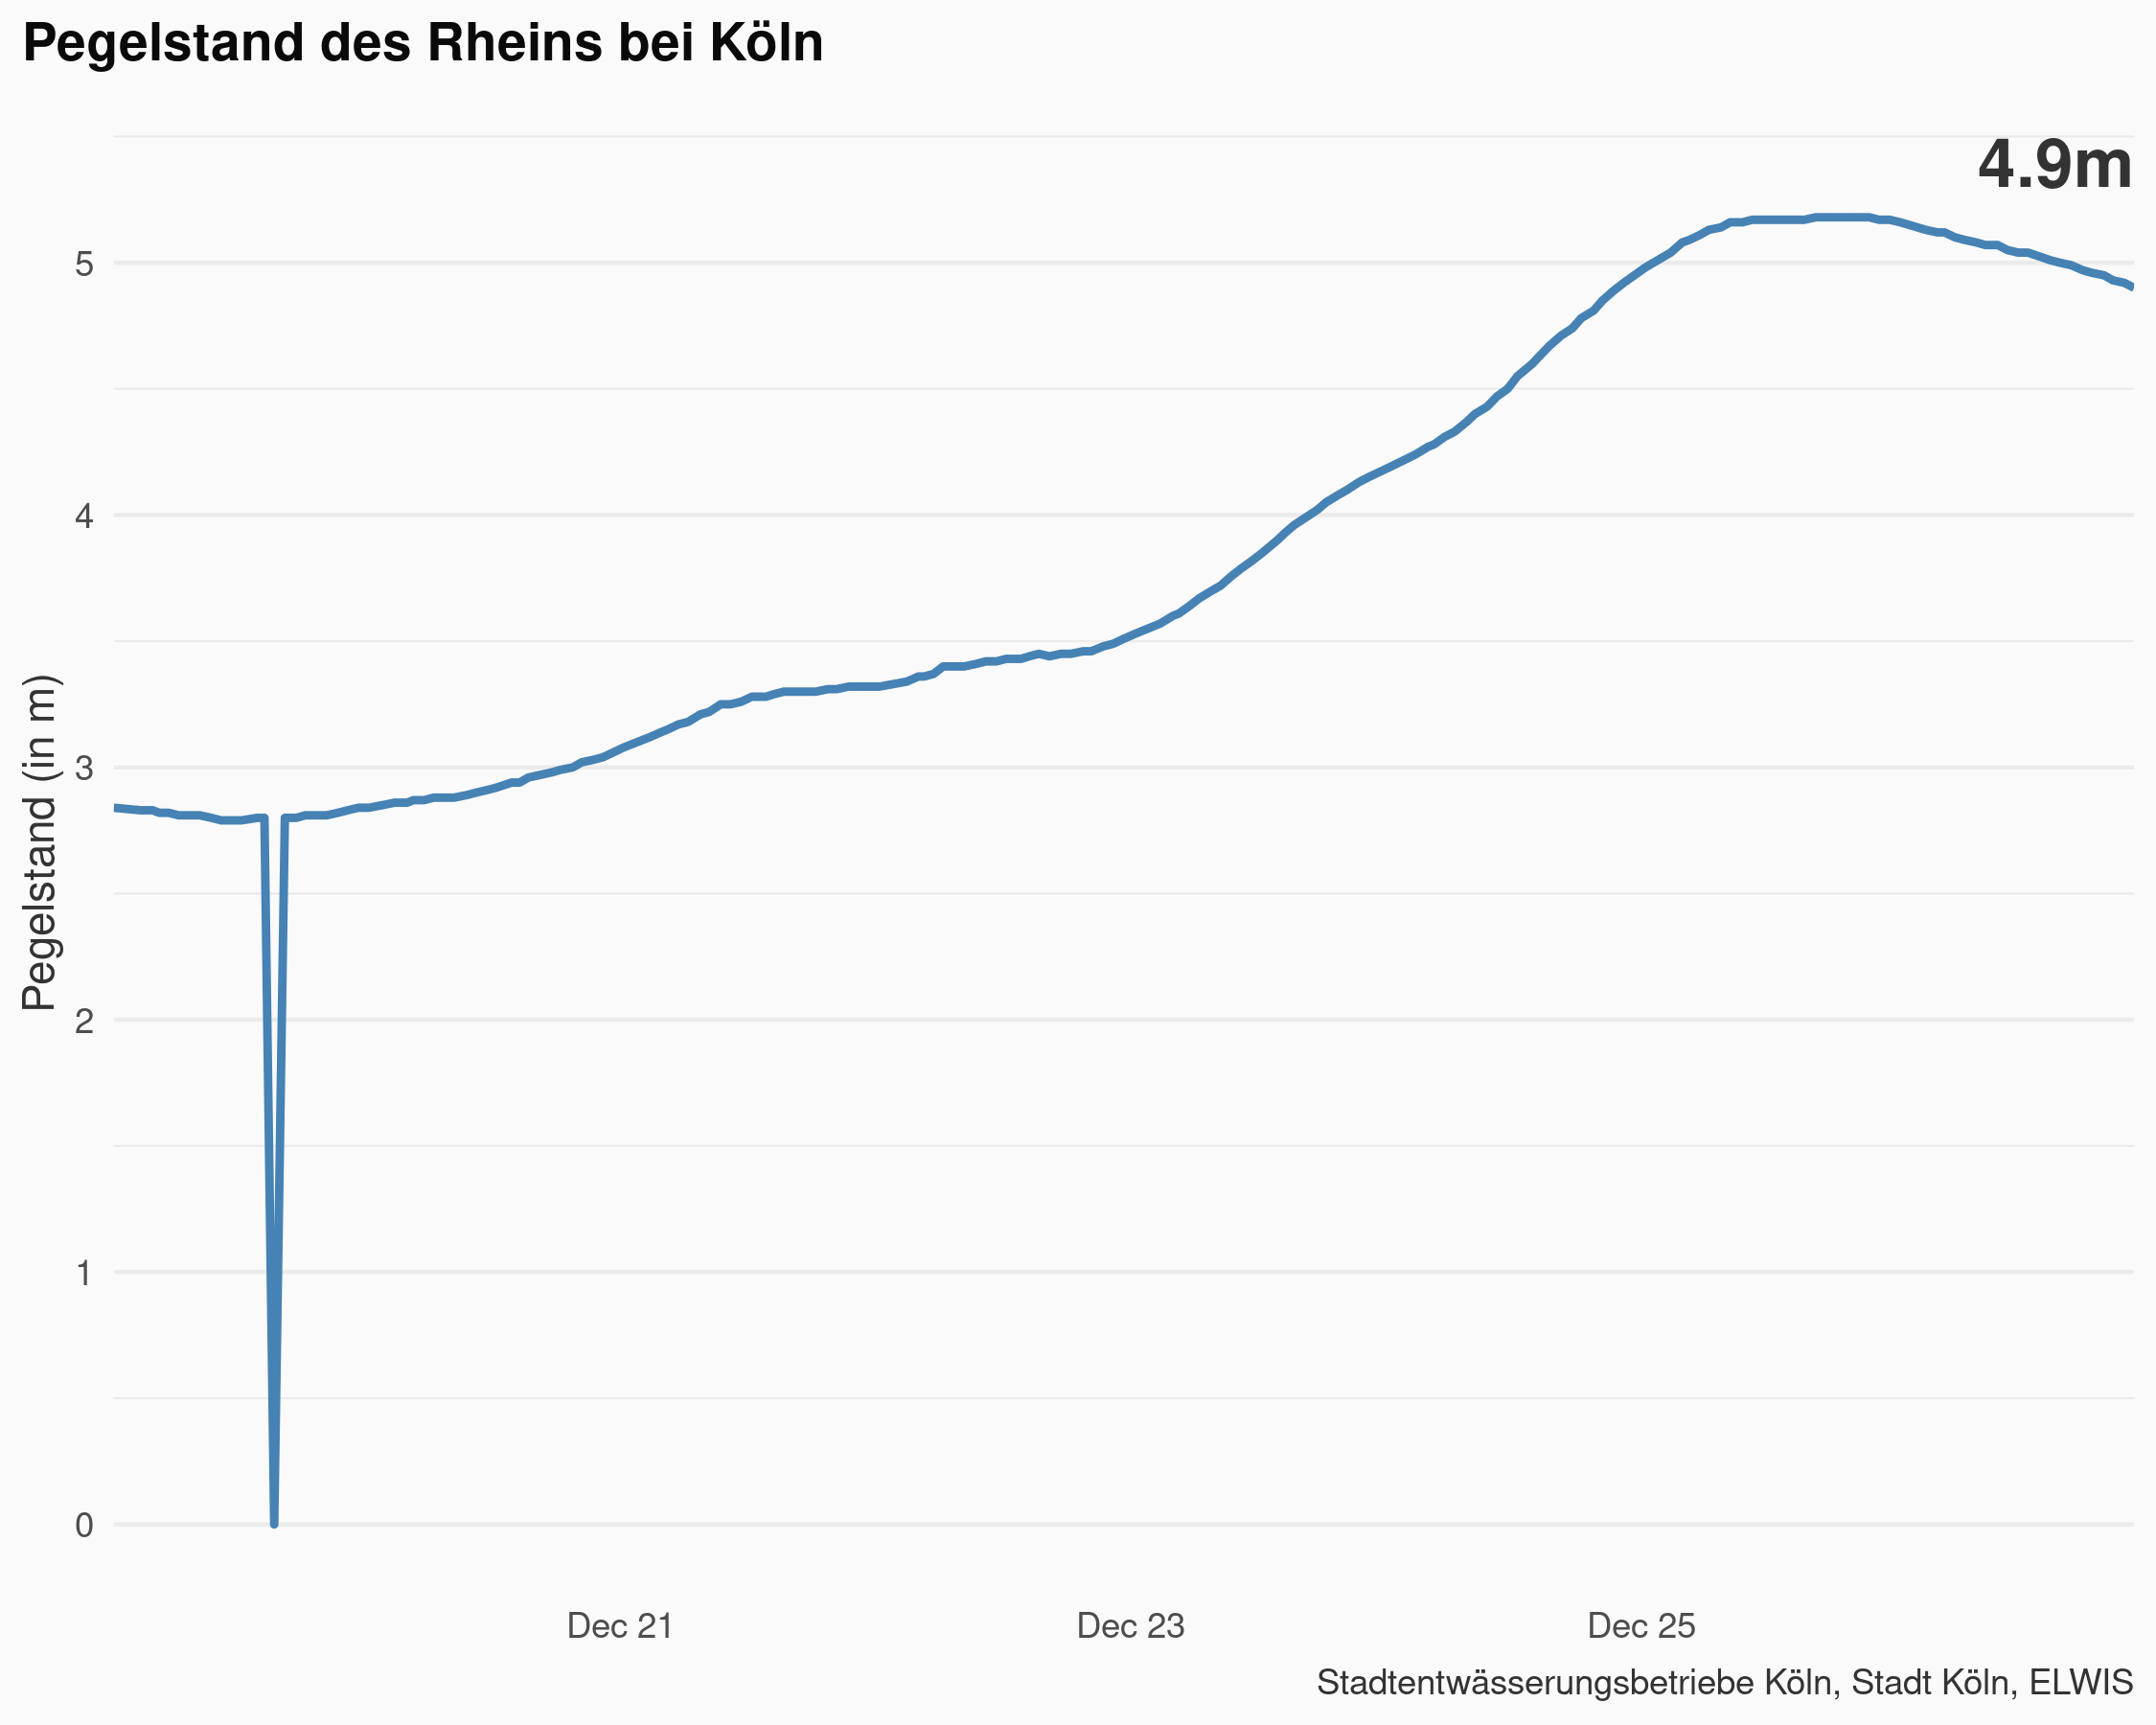 Pegelstand des Rheins bei Köln
4.9m
Pegelstand (in m)
5
4
3
2
1
0
Dec 21
Dec 23
Dec 25
Stadtentwässerungsbetriebe Köln, Stadt Köln, ELWIS